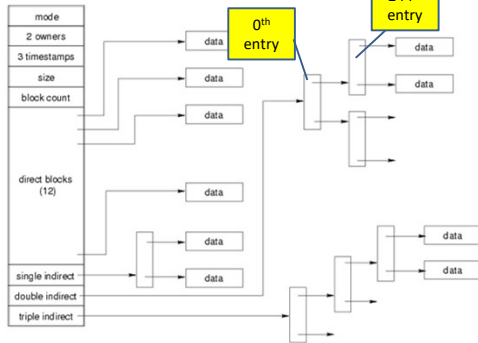 mode
2 owners
3 timestamps
size
block count
direct blocks
(12)
single indirect
double indirect
triple indirect
data
data
data
data
data
data
0th
entry
entry
data
data
data
data